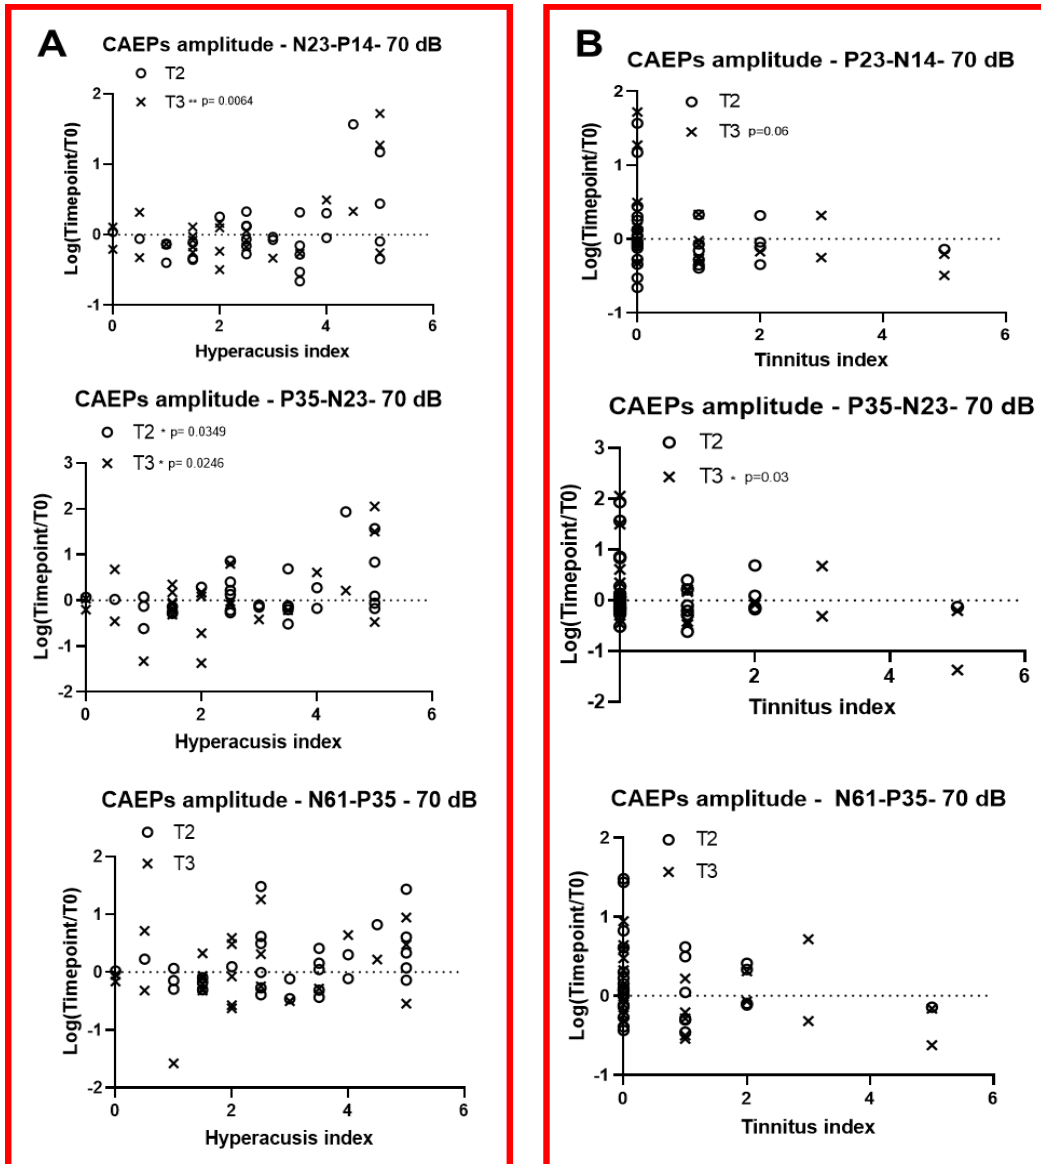 A
CAEPs amplitude - N23-P14- 70 dB
T2
T3 ** p= 0.0064
Log(Timepoint/T0)
2
1
0
-1
0 2 4 6
Hyperacusis index
CAEPs amplitude - P35-N23- 70 dB
T2 * p= 0.0349
T3 * p= 0.0246
Log(Timepoint/T0)
3
2
1
0
-1
-2
0 2 4 6
Hyperacusis index
CAEPs amplitude - N61-P35 - 70 dB
T2
T3
Log(Timepoint/T0)
2
1
0
-1
-2
0 2 4 6
Hyperacusis index
B
CAEPs amplitude - P23-N14- 70 dB
T2
T3 p=0.06
Log(Timepoint/T0)
2
1
0
-1
0 2 4 6
Tinnitus index
CAEPs amplitude - P35-N23- 70 dB
T2
T3 * p=0.03
Log(Timepoint/T0)
3
2
1
0
-1
-2
2 4 6
Tinnitus index
CAEPs amplitude - N61-P35- 70 dB
T2
T3
Log(Timepoint/T0)
2
1
0
-1
0 2 4 6
Tinnitus index